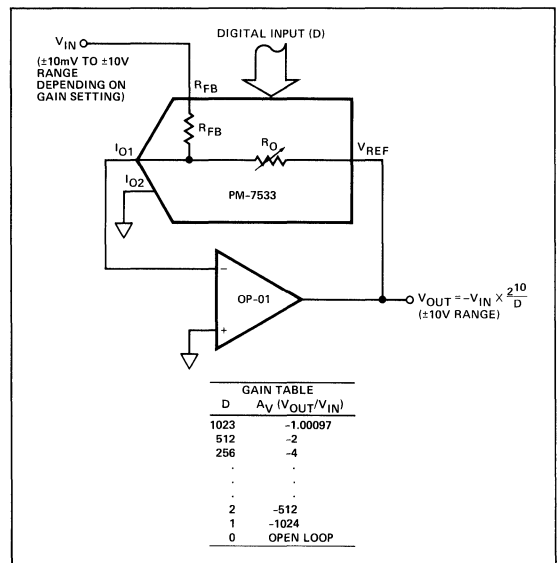 DIGITAL INPUT (D)
VIN
(±10mV TO ±10V
RANGE
DEPENDING ON
GAIN SETTING)
RFB
RFB
RO
VREF
IO1
IO2
PM-7533
OP-01
−
+
VOUT = -VIN × 2^10/D
(±10V RANGE)
GAIN TABLE
D AV (VOUT/VIN)
1023 -1.00097
512 -2
256 -4
. .
. .
. .
2 -512
1 -1024
0 OPEN LOOP